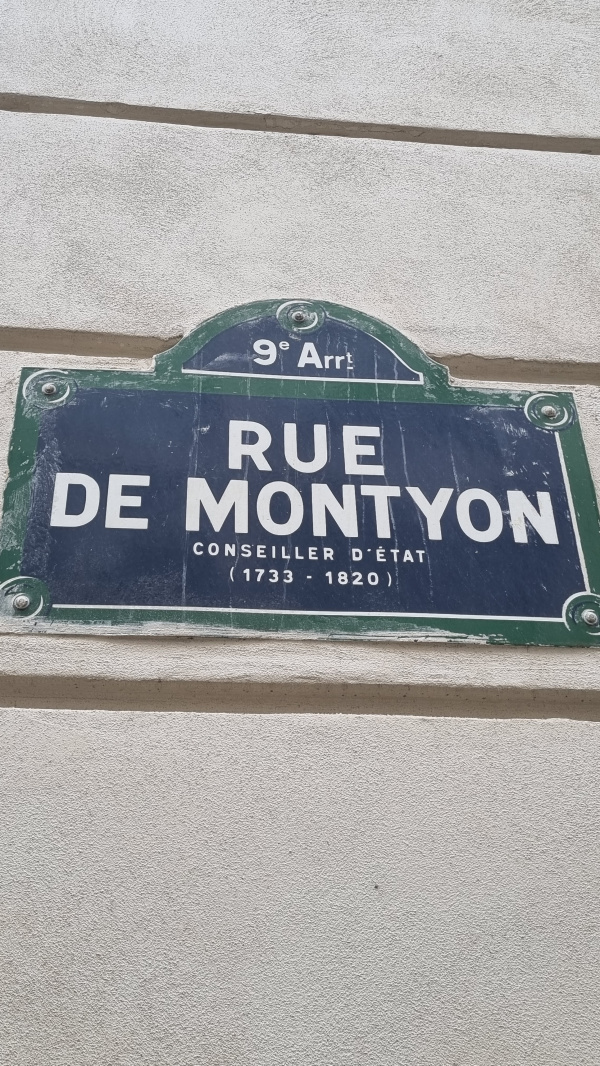 9e Arrt
RUE
DE MONTYON
CONSEILLER D'ÉTAT
(1733 - 1820)